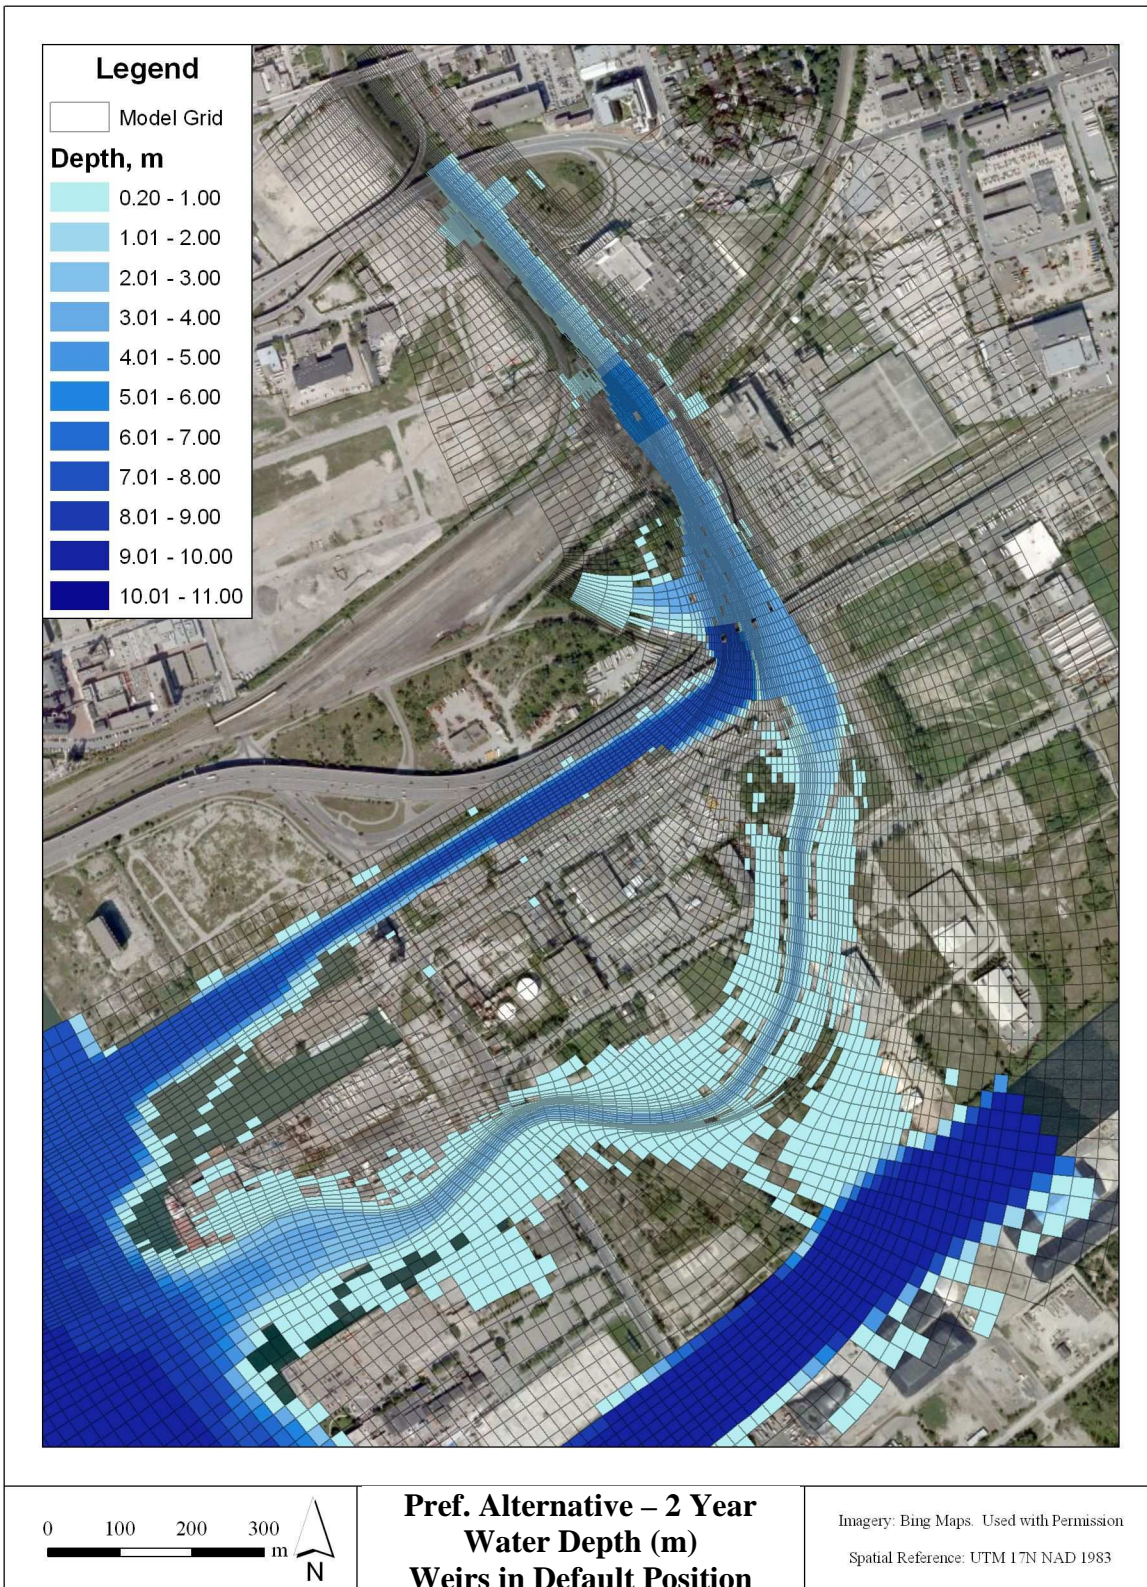 Legend
Model Grid
Depth, m
0.20 - 1.00
1.01 - 2.00
2.01 - 3.00
3.01 - 4.00
4.01 - 5.00
5.01 - 6.00
6.01 - 7.00
7.01 - 8.00
8.01 - 9.00
9.01 - 10.00
10.01 - 11.00
0 100 200 300
m
N
Pref. Alternative – 2 Year
Water Depth (m)
Weirs in Default Position
Imagery: Bing Maps. Used with Permission
Spatial Reference: UTM 17N NAD 1983